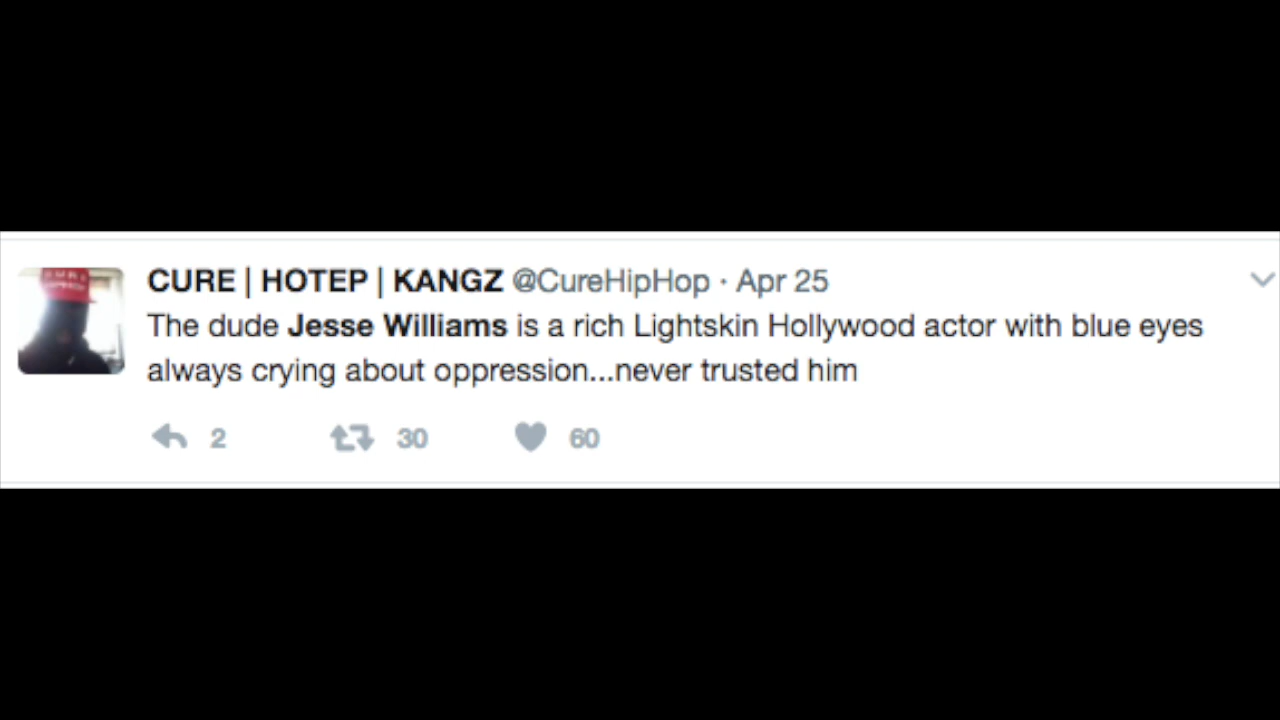 CURE | HOTEP | KANGZ @CureHipHop · Apr 25
The dude Jesse Williams is a rich Lightskin Hollywood actor with blue eyes
always crying about oppression...never trusted him
2 30 60